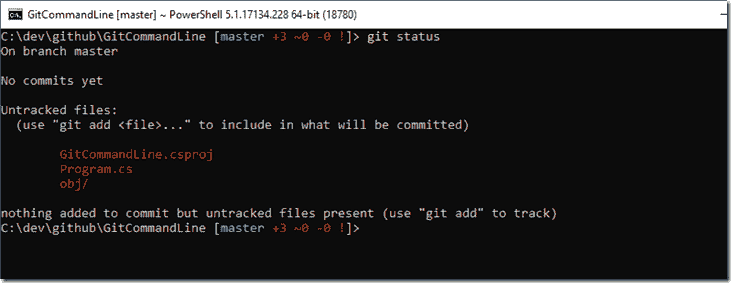 GitCommandLine [master] ~ PowerShell 5.1.17134.228 64-bit (18780)
C:\dev\github\GitCommandLine [master +3 ~0 -0 !]> git status
On branch master
No commits yet
Untracked files:
(use "git add <file>..." to include in what will be committed)
GitCommandLine.csproj
Program.cs
obj/
nothing added to commit but untracked files present (use "git add" to track)
C:\dev\github\GitCommandLine [master +3 ~0 -0 !]>